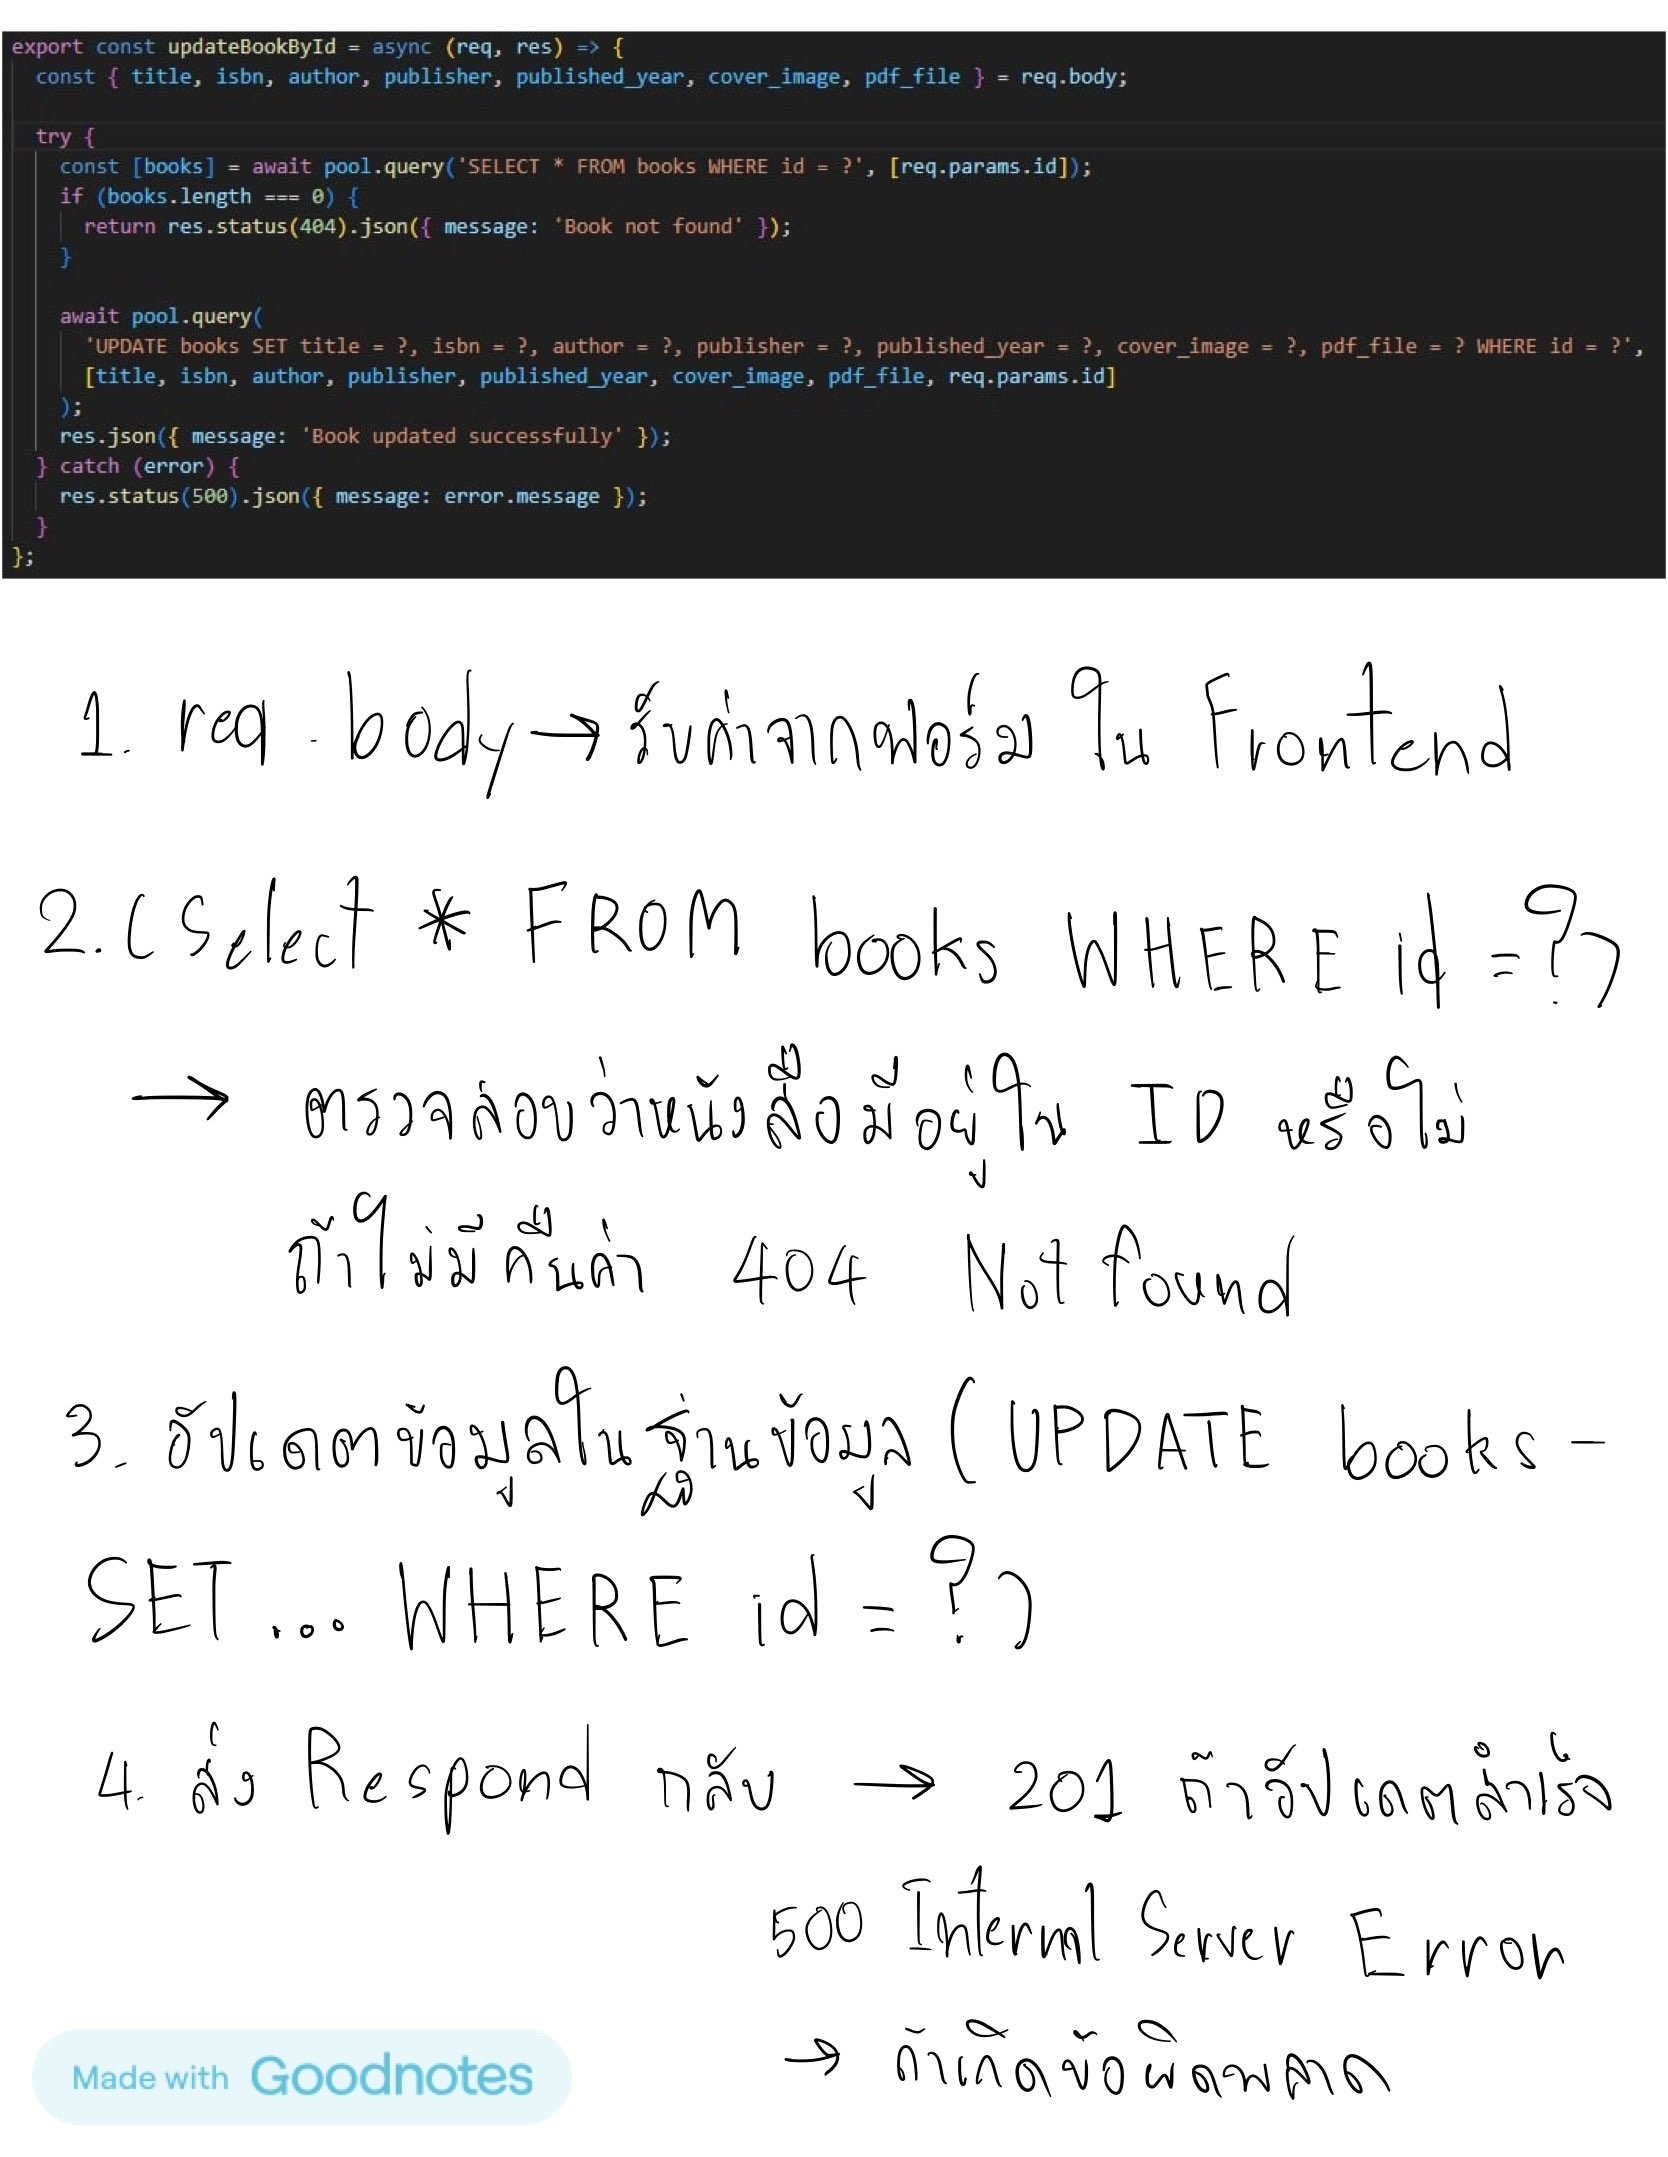 export const updateBookById = async (req, res) => {
const { title, isbn, author, publisher, published_year, cover_image, pdf_file } = req.body;
try {
const [books] = await pool.query('SELECT * FROM books WHERE id = ?', [req.params.id]);
if (books.length === 0) {
return res.status(404).json({ message: 'Book not found' });
}
await pool.query(
'UPDATE books SET title = ?, isbn = ?, author = ?, publisher = ?, published_year = ?, cover_image = ?, pdf_file = ? WHERE id = ?',
[title, isbn, author, publisher, published_year, cover_image, pdf_file, req.params.id]
);
res.json({ message: 'Book updated successfully' });
} catch (error) {
res.status(500).json({ message: error.message });
}
};
1. req.body → รับค่าจากฟอร์ม ใน Frontend
2. (Select * FROM books WHERE id = ?)
→ ตรวจส่อบว่าหนังสือมีอยู่ใน ID หรือไม่
ถ้าไม่มีคืนค่า 404 Not found
3. อัปเดตข้อมูลในฐานข้อมูล (UPDATE books -
SET... WHERE id = ?)
4. ส่ง Respond กลับ → 201 ถ้าอัปเดตสำเร็จ
500 Internal Server Error
→ ถ้าเกิดข้อผิดพลาด
Made with Goodnotes